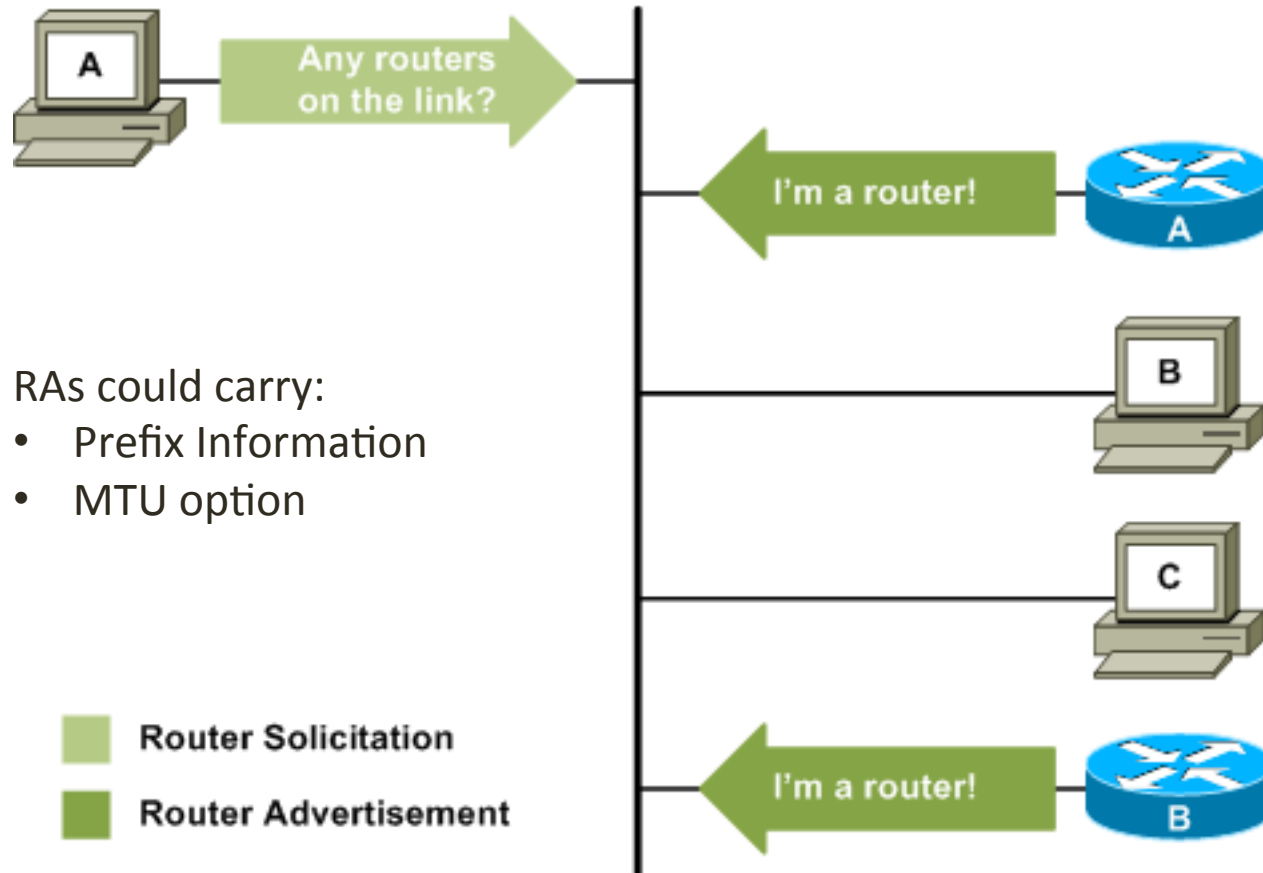 A
Any routers
on the link?
I'm a router!
A
RAs could carry:
• Prefix Information
• MTU option
B
C
Router Solicitation
Router Advertisement
I'm a router!
B